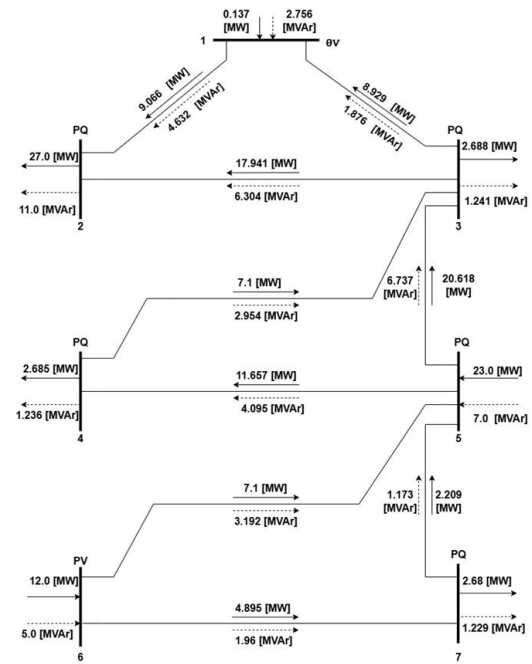 0.137
[MW]
2.756
[MVAr]
1
θV
9.066 [MW]
4.632 [MVAr]
8.929 [MW]
1.876 [MVAr]
PQ
27.0 [MW]
11.0 [MVAr]
2
17.941 [MW]
6.304 [MVAr]
PQ
2.688 [MW]
1.241 [MVAr]
3
7.1 [MW]
2.954 [MVAr]
6.737
[MVAr]
20.618
[MW]
PQ
2.685 [MW]
1.236 [MVAr]
4
11.657 [MW]
4.095 [MVAr]
PQ
23.0 [MW]
7.0 [MVAr]
5
7.1 [MW]
3.192 [MVAr]
1.173
[MVAr]
2.209
[MW]
PV
12.0 [MW]
5.0 [MVAr]
6
4.895 [MW]
1.96 [MVAr]
PQ
2.68 [MW]
1.229 [MVAr]
7